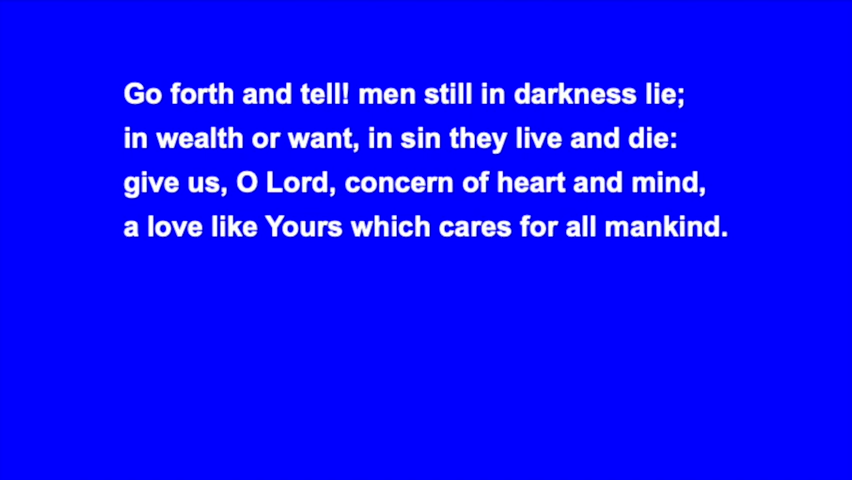 Go forth and tell! men still in darkness lie;
in wealth or want, in sin they live and die:
give us, O Lord, concern of heart and mind,
a love like Yours which cares for all mankind.